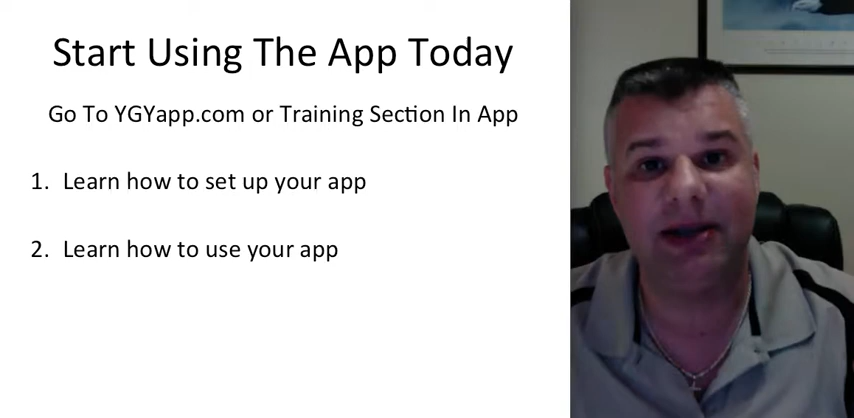 Start Using The App Today
Go To YGYapp.com or Training Section In App
1. Learn how to set up your app
2. Learn how to use your app